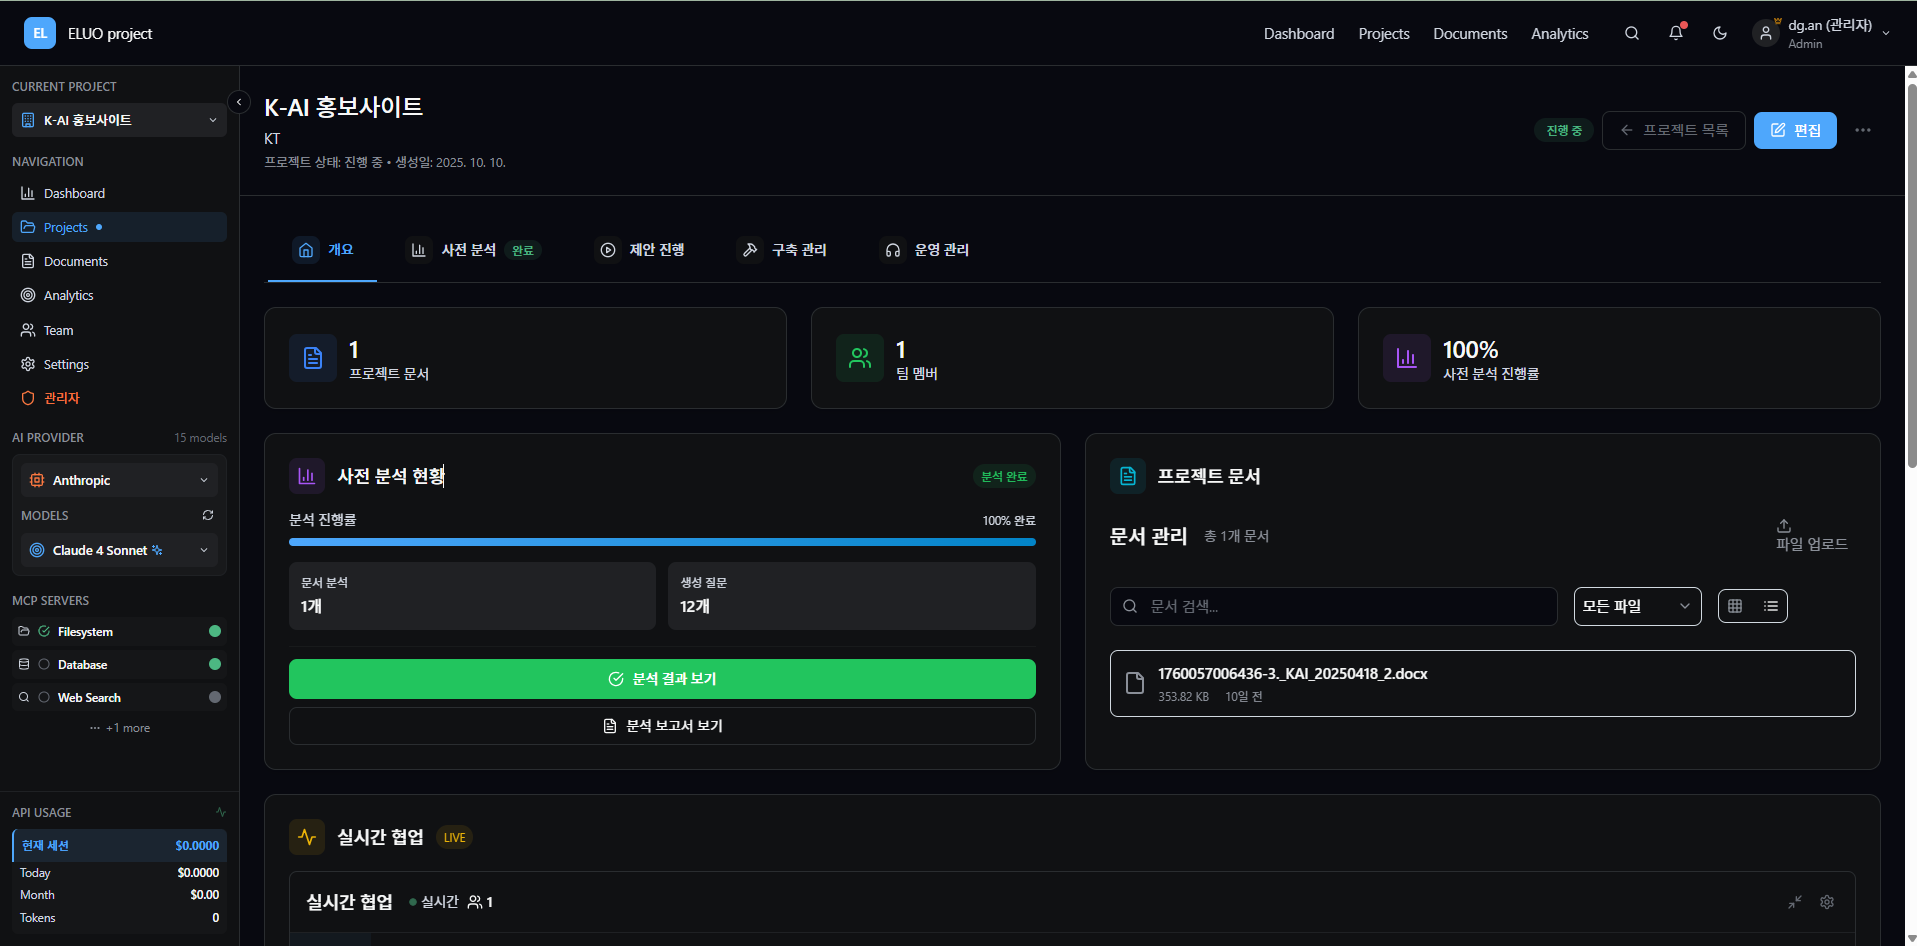 EL
ELUO project
Dashboard
Projects
Documents
Analytics
dg.an (관리자)
Admin
CURRENT PROJECT
K-AI 홍보사이트
NAVIGATION
Dashboard
Projects
Documents
Analytics
Team
Settings
관리자
AI PROVIDER
15 models
Anthropic
MODELS
Claude 4 Sonnet
MCP SERVERS
Filesystem
Database
Web Search
··· +1 more
API USAGE
현재 세션 $0.0000
Today $0.0000
Month $0.00
Tokens 0
K-AI 홍보사이트
KT
프로젝트 상태: 진행 중 • 생성일: 2025. 10. 10.
진행 중
프로젝트 목록
편집
개요
사전 분석 완료
제안 진행
구축 관리
운영 관리
1
프로젝트 문서
1
팀 멤버
100%
사전 분석 진행률
사전 분석 현황
분석 완료
분석 진행률
100% 완료
문서 분석
1개
생성 질문
12개
분석 결과 보기
분석 보고서 보기
프로젝트 문서
문서 관리
총 1개 문서
파일 업로드
문서 검색...
모든 파일
1760057006436-3._KAI_20250418_2.docx
353.82 KB 10일 전
실시간 협업 LIVE
실시간 협업
실시간
1